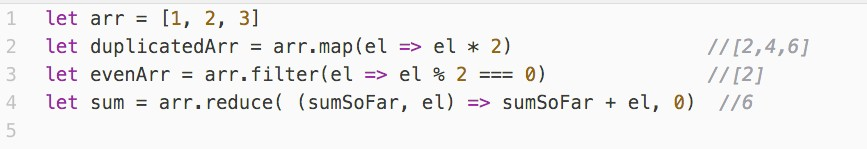 1 let arr = [1, 2, 3]
2 let duplicatedArr = arr.map(el => el * 2) //[2,4,6]
3 let evenArr = arr.filter(el => el % 2 === 0) //[2]
4 let sum = arr.reduce( (sumSoFar, el) => sumSoFar + el, 0) //6
5